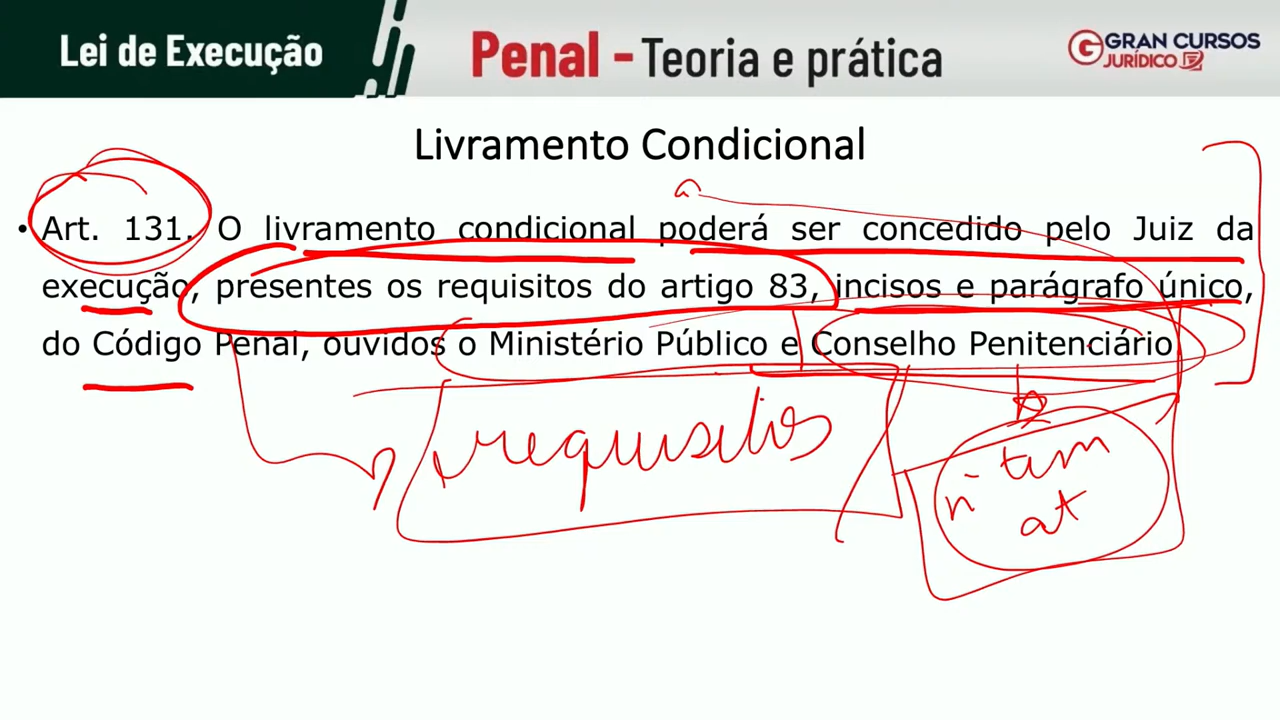 Lei de Execução Penal - Teoria e prática
GRAN CURSOS
JURÍDICO
Livramento Condicional
• Art. 131. O livramento condicional poderá ser concedido pelo Juiz da
execução, presentes os requisitos do artigo 83, incisos e parágrafo único,
do Código Penal, ouvidos o Ministério Público e Conselho Penitenciário
requisitos
ñ tem
at